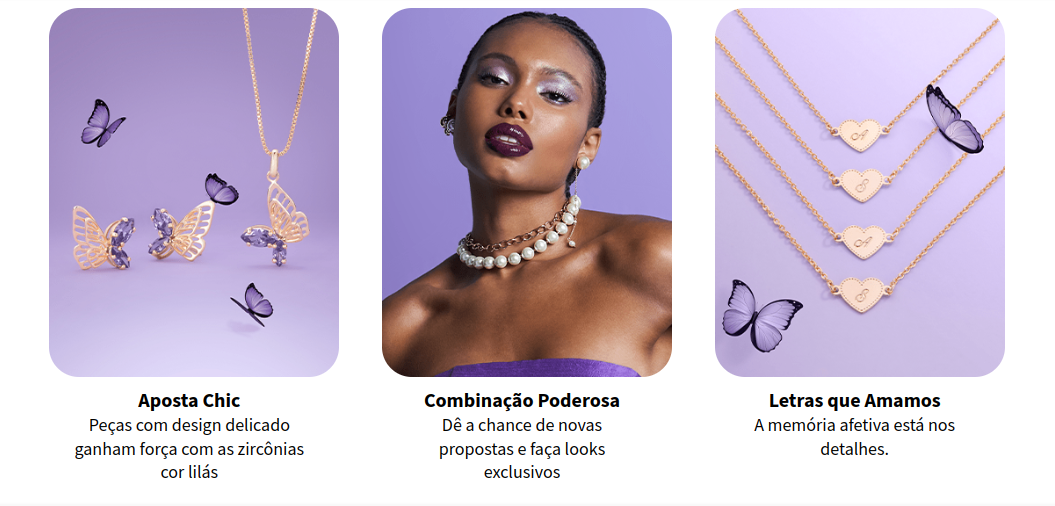 Aposta Chic
Peças com design delicado
ganham força com as zircônias
cor lilás
Combinação Poderosa
Dê a chance de novas
propostas e faça looks
exclusivos
A
Letras que Amamos
A memória afetiva está nos
detalhes.